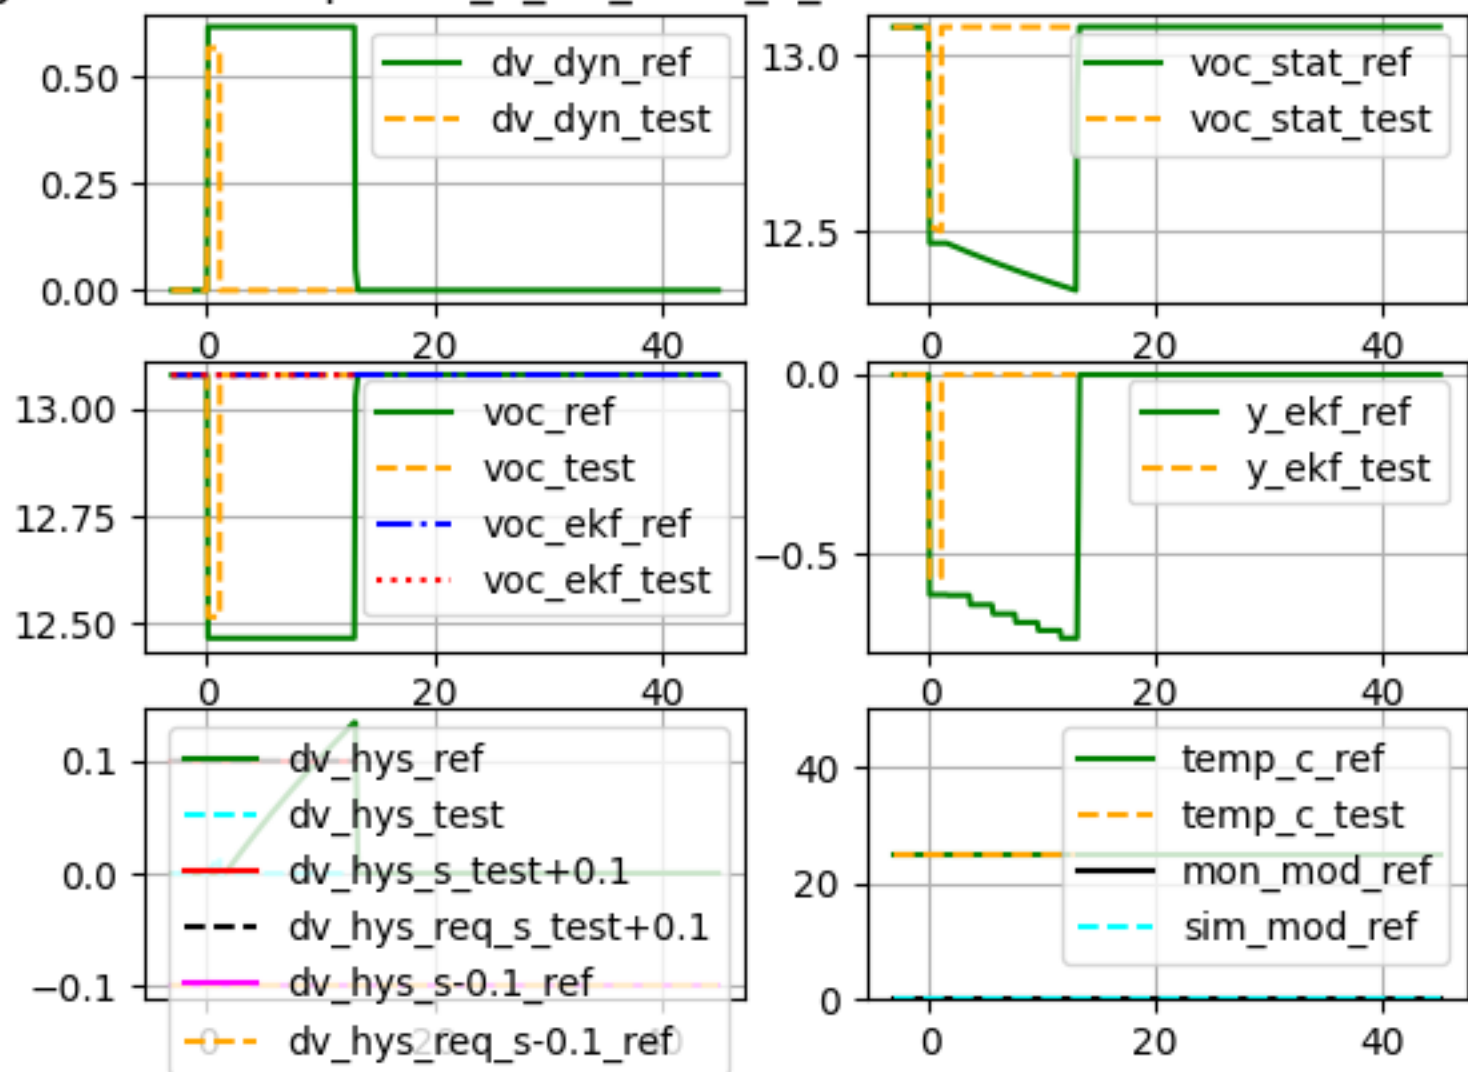 0.50
0.25
0.00
0 20 40
dv_dyn_ref
dv_dyn_test
13.0
12.5
0 20 40
voc_stat_ref
voc_stat_test
13.00
12.75
12.50
0 20 40
voc_ref
voc_test
voc_ekf_ref
voc_ekf_test
0.0
−0.5
0 20 40
y_ekf_ref
y_ekf_test
0.1
0.0
−0.1
0 20 40
dv_hys_ref
dv_hys_test
dv_hys_s_test+0.1
dv_hys_req_s_test+0.1
dv_hys_s-0.1_ref
dv_hys_req_s-0.1_ref
40
20
0
0 20 40
temp_c_ref
temp_c_test
mon_mod_ref
sim_mod_ref